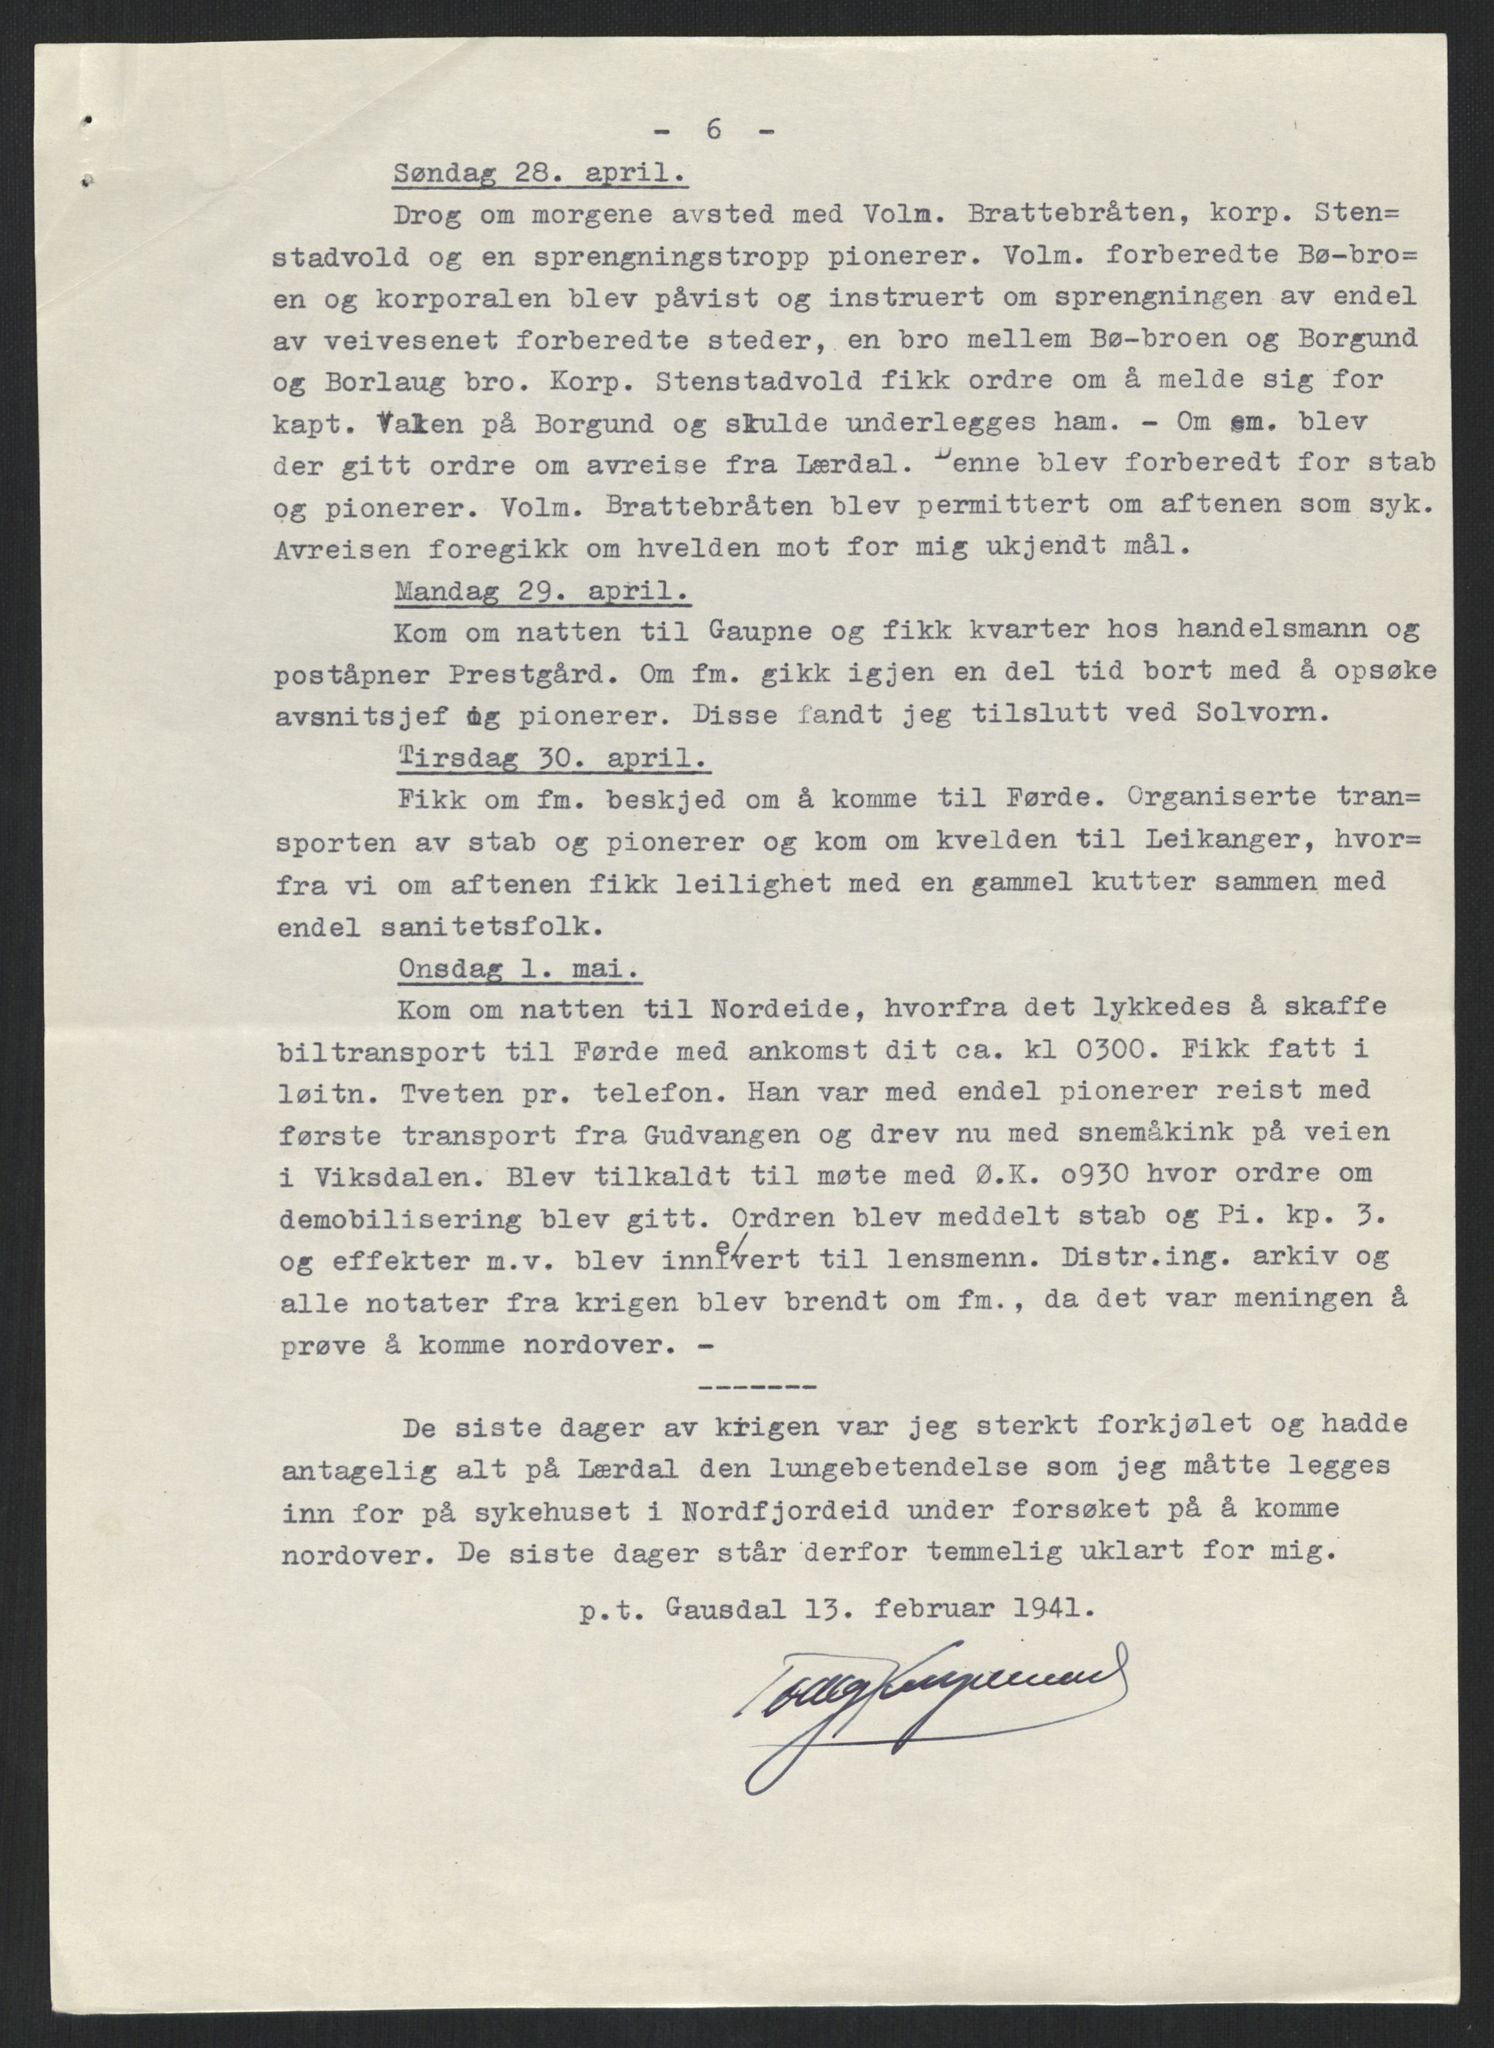 - 6 -
Søndag 28. april.
Drog om morgene avsted med Volm. Brattebråten, korp. Sten=
stadvold og en sprengningstropp pionerer. Volm. forberedte Bø-bro=
en og korporalen blev påvist og instruert om sprengningen av endel
av veivesenet forberedte steder, en bro mellem Bø-broen og Borgund
og Borlaug bro. Korp. Stenstadvold fikk ordre om å melde sig for
kapt. Vaken på Borgund og skulde underlegges ham. - Om em. blev
der gitt ordre om avreise fra Lærdal. Denne blev forberedt for stab
og pionerer. Volm. Brattebråten blev permittert om aftenen som syk.
Avreisen foregikk om hvelden mot for mig ukjendt mål.
Mandag 29. april.
Kom om natten til Gaupne og fikk kvarter hos handelsmann og
poståpner Prestgård. Om fm. gikk igjen en del tid bort med å opsøke
avsnitsjef og pionerer. Disse fandt jeg tilslutt ved Solvorn.
Tirsdag 30. april.
Fikk om fm. beskjed om å komme til Førde. Organiserte tran=
sporten av stab og pionerer og kom om kvelden til Leikanger, hvor=
fra vi om aftenen fikk leilighet med en gammel kutter sammen med
endel sanitetsfolk.
Onsdag 1. mai.
Kom om natten til Nordeide, hvorfra det lykkedes å skaffe
biltransport til Førde med ankomst dit ca. kl 0300. Fikk fatt i
løitn. Tveten pr. telefon. Han var med endel pionerer reist med
første transport fra Gudvangen og drev nu med snemåkink på veien
i Viksdalen. Blev tilkaldt til møte med Ø.K. o930 hvor ordre om
demobilisering blev gitt. Ordren blev meddelt stab og Pi. kp. 3.
og effekter m.v. blev innlevert til lensmenn. Distr.ing. arkiv og
alle notater fra krigen blev brendt om fm., da det var meningen å
prøve å komme nordover. -
-------
De siste dager av krigen var jeg sterkt forkjølet og hadde
antagelig alt på Lærdal den lungebetendelse som jeg måtte legges
inn for på sykehuset i Nordfjordeid under forsøket på å komme
nordover. De siste dager står derfor temmelig uklart for mig.
p.t. Gausdal 13. februar 1941.